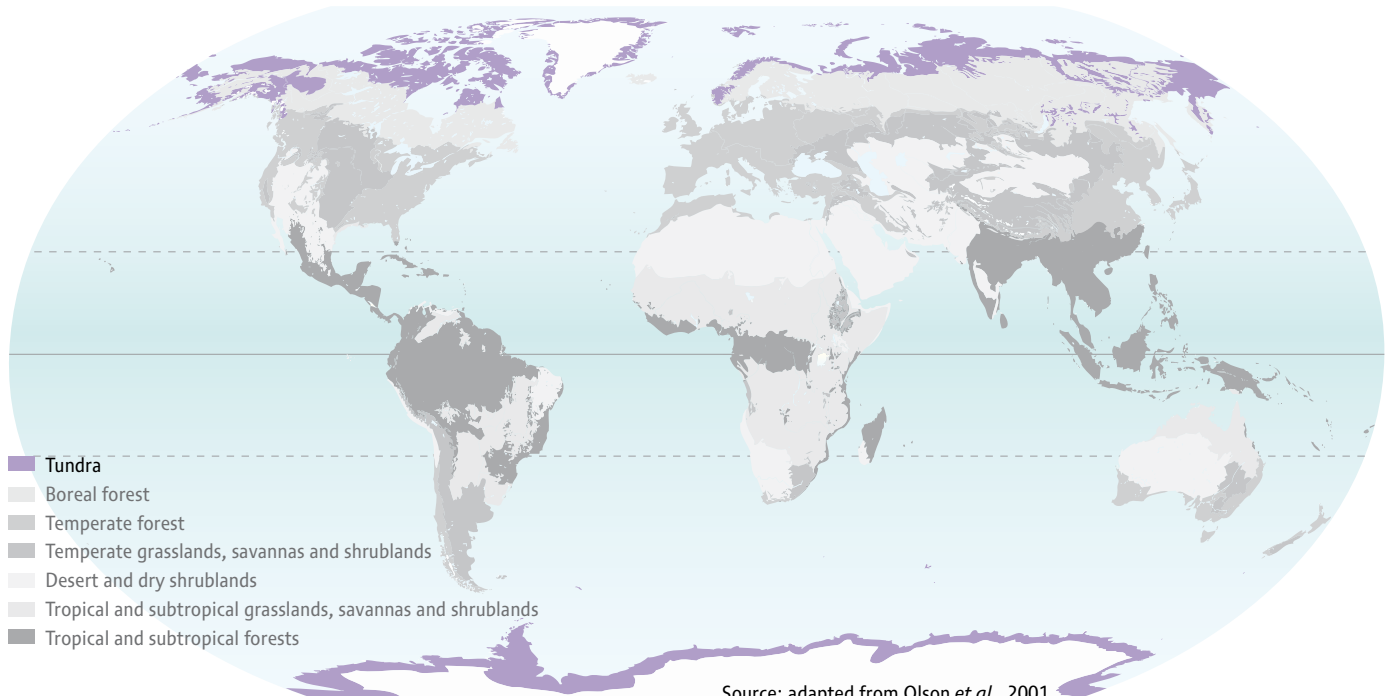 Tundra
Boreal forest
Temperate forest
Temperate grasslands, savannas and shrublands
Desert and dry shrublands
Tropical and subtropical grasslands, savannas and shrublands
Tropical and subtropical forests
Source: adapted from Olson et al., 2001